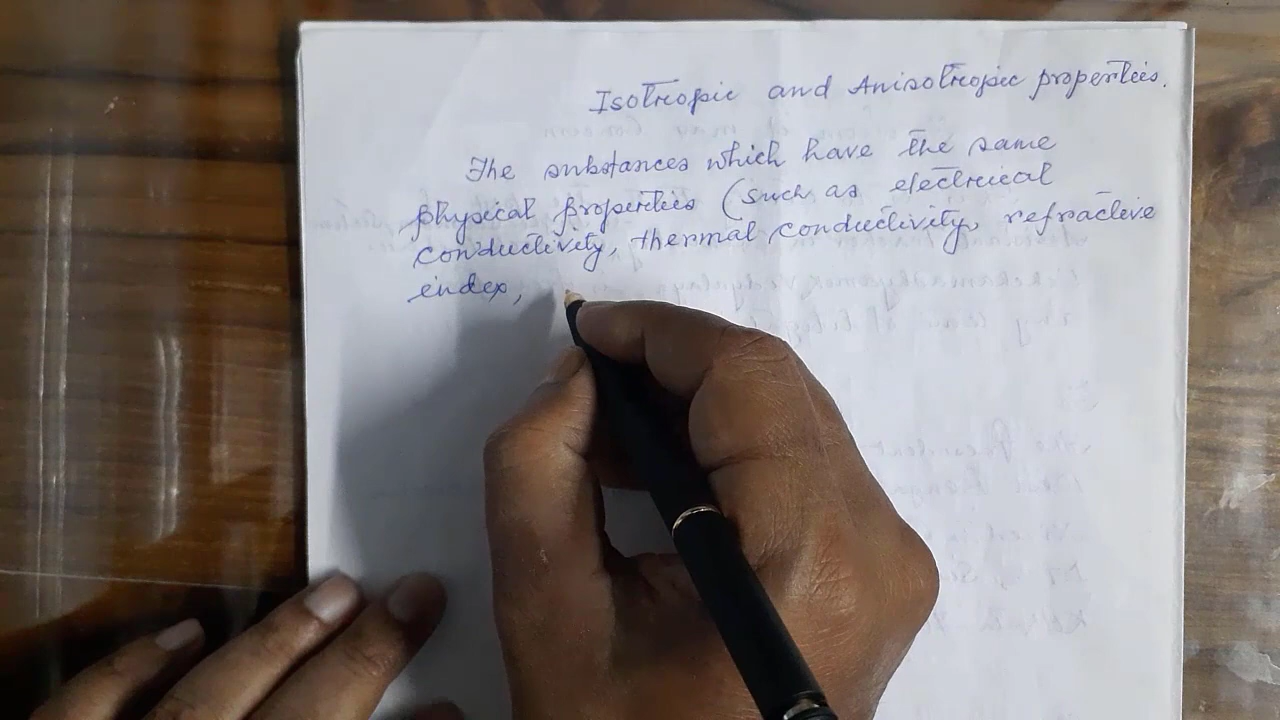 Isotropic and Anisotropic properties.
The substances which have the same
physical properties (such as electrical
conductivity, thermal conductivity, refractive
index,